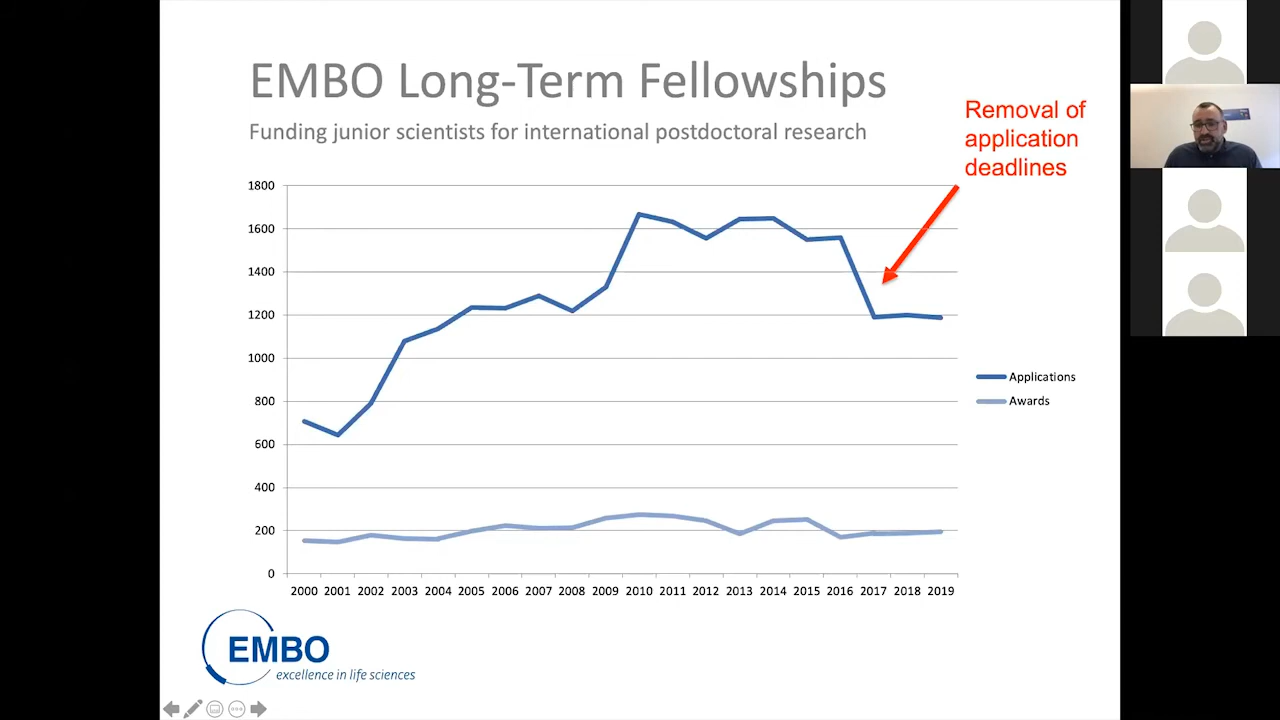 EMBO Long-Term Fellowships
Funding junior scientists for international postdoctoral research
Removal of
application
deadlines
1800
1600
1400
1200
1000
800
600
400
200
0
2000 2001 2002 2003 2004 2005 2006 2007 2008 2009 2010 2011 2012 2013 2014 2015 2016 2017 2018 2019
Applications
Awards
EMBO
excellence in life sciences